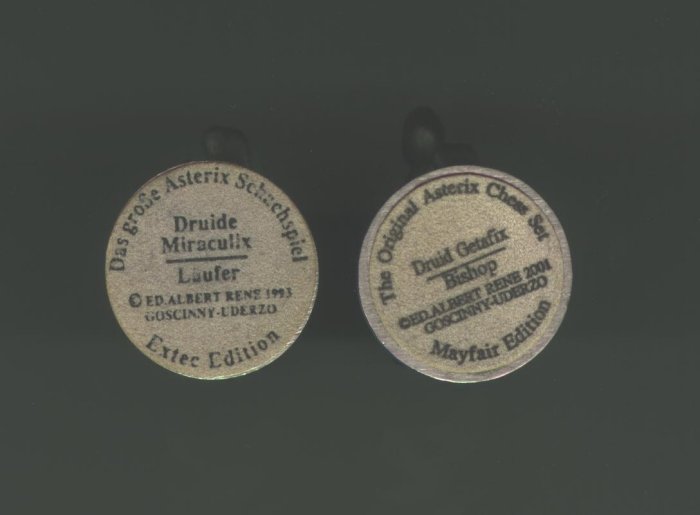 Das große Asterix Schachspiel
Druide
Miraculix
Läufer
© ED.ALBERT RENE 1993
GOSCINNY-UDERZO
Extec Edition
The Original Asterix Chess Set
Druid Getafix
Bishop
©ED.ALBERT RENE 2001
GOSCINNY-UDERZO
Mayfair Edition